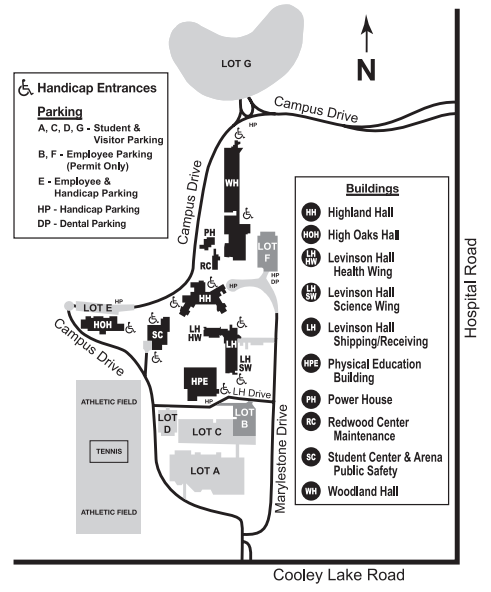 LOT G
N
Campus Drive
HP
Handicap Entrances
Parking
A, C, D, G - Student &
Visitor Parking
B, F - Employee Parking
(Permit Only)
E - Employee &
Handicap Parking
HP - Handicap Parking
DP - Dental Parking
Campus Drive
WH
PH
LOT
F
RC
HP
DP
HP
HH
LOT E
HP
HOH
SC
LH
HW
LH
LH
SW
Campus Drive
HPE
LH Drive
HP
ATHLETIC FIELD
LOT
D
LOT C
LOT
B
TENNIS
LOT A
ATHLETIC FIELD
Marylestone Drive
Buildings
HH Highland Hall
HOH High Oaks Hall
LH
HW
Levinson Hall
Health Wing
LH
SW
Levinson Hall
Science Wing
LH Levinson Hall
Shipping/Receiving
HPE Physical Education
Building
PH Power House
RC Redwood Center
Maintenance
SC Student Center & Arena
Public Safety
WH Woodland Hall
Hospital Road
Cooley Lake Road